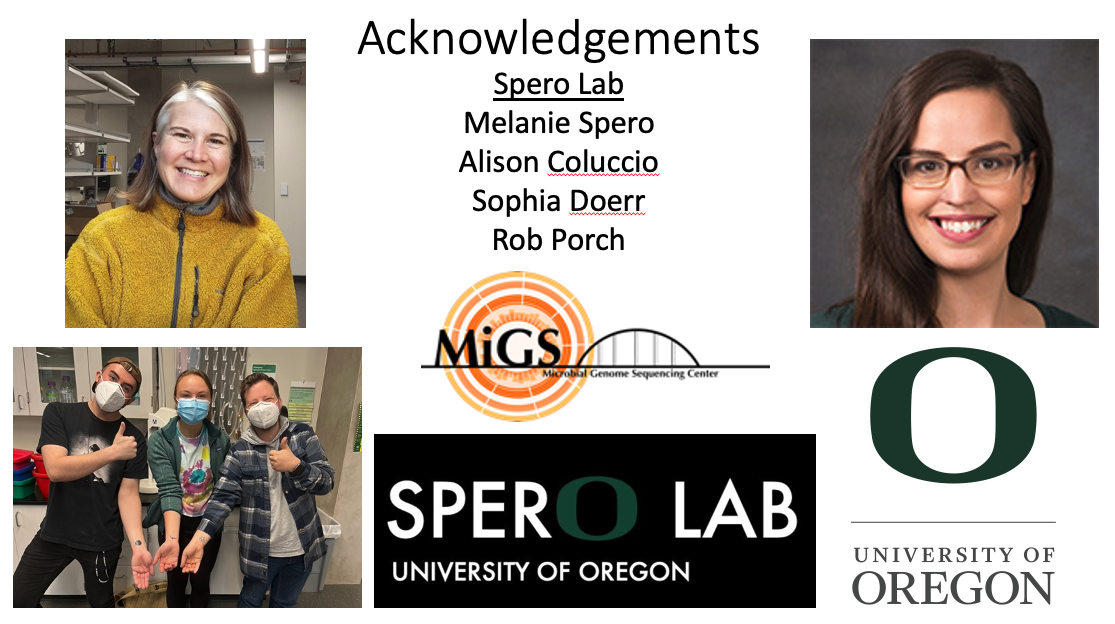 Acknowledgements
Spero Lab
Melanie Spero
Alison Coluccio
Sophia Doerr
Rob Porch
MiGS
Microbial Genome Sequencing Center
SPERO LAB
UNIVERSITY OF OREGON
O
UNIVERSITY OF
OREGON